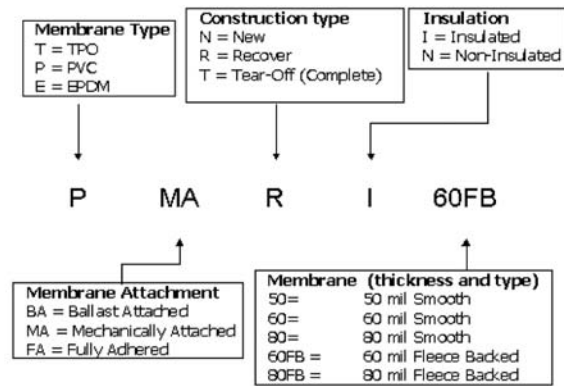 Membrane Type
T = TPO
P = PVC
E = EPDM
Construction type
N = New
R = Recover
T = Tear-Off (Complete)
Insulation
I = Insulated
N = Non-Insulated
P MA R I 60FB
Membrane Attachment
BA = Ballast Attached
MA = Mechanically Attached
FA = Fully Adhered
Membrane (thickness and type)
50= 50 mil Smooth
60= 60 mil Smooth
80= 80 mil Smooth
60FB = 60 mil Fleece Backed
80FB = 80 mil Fleece Backed